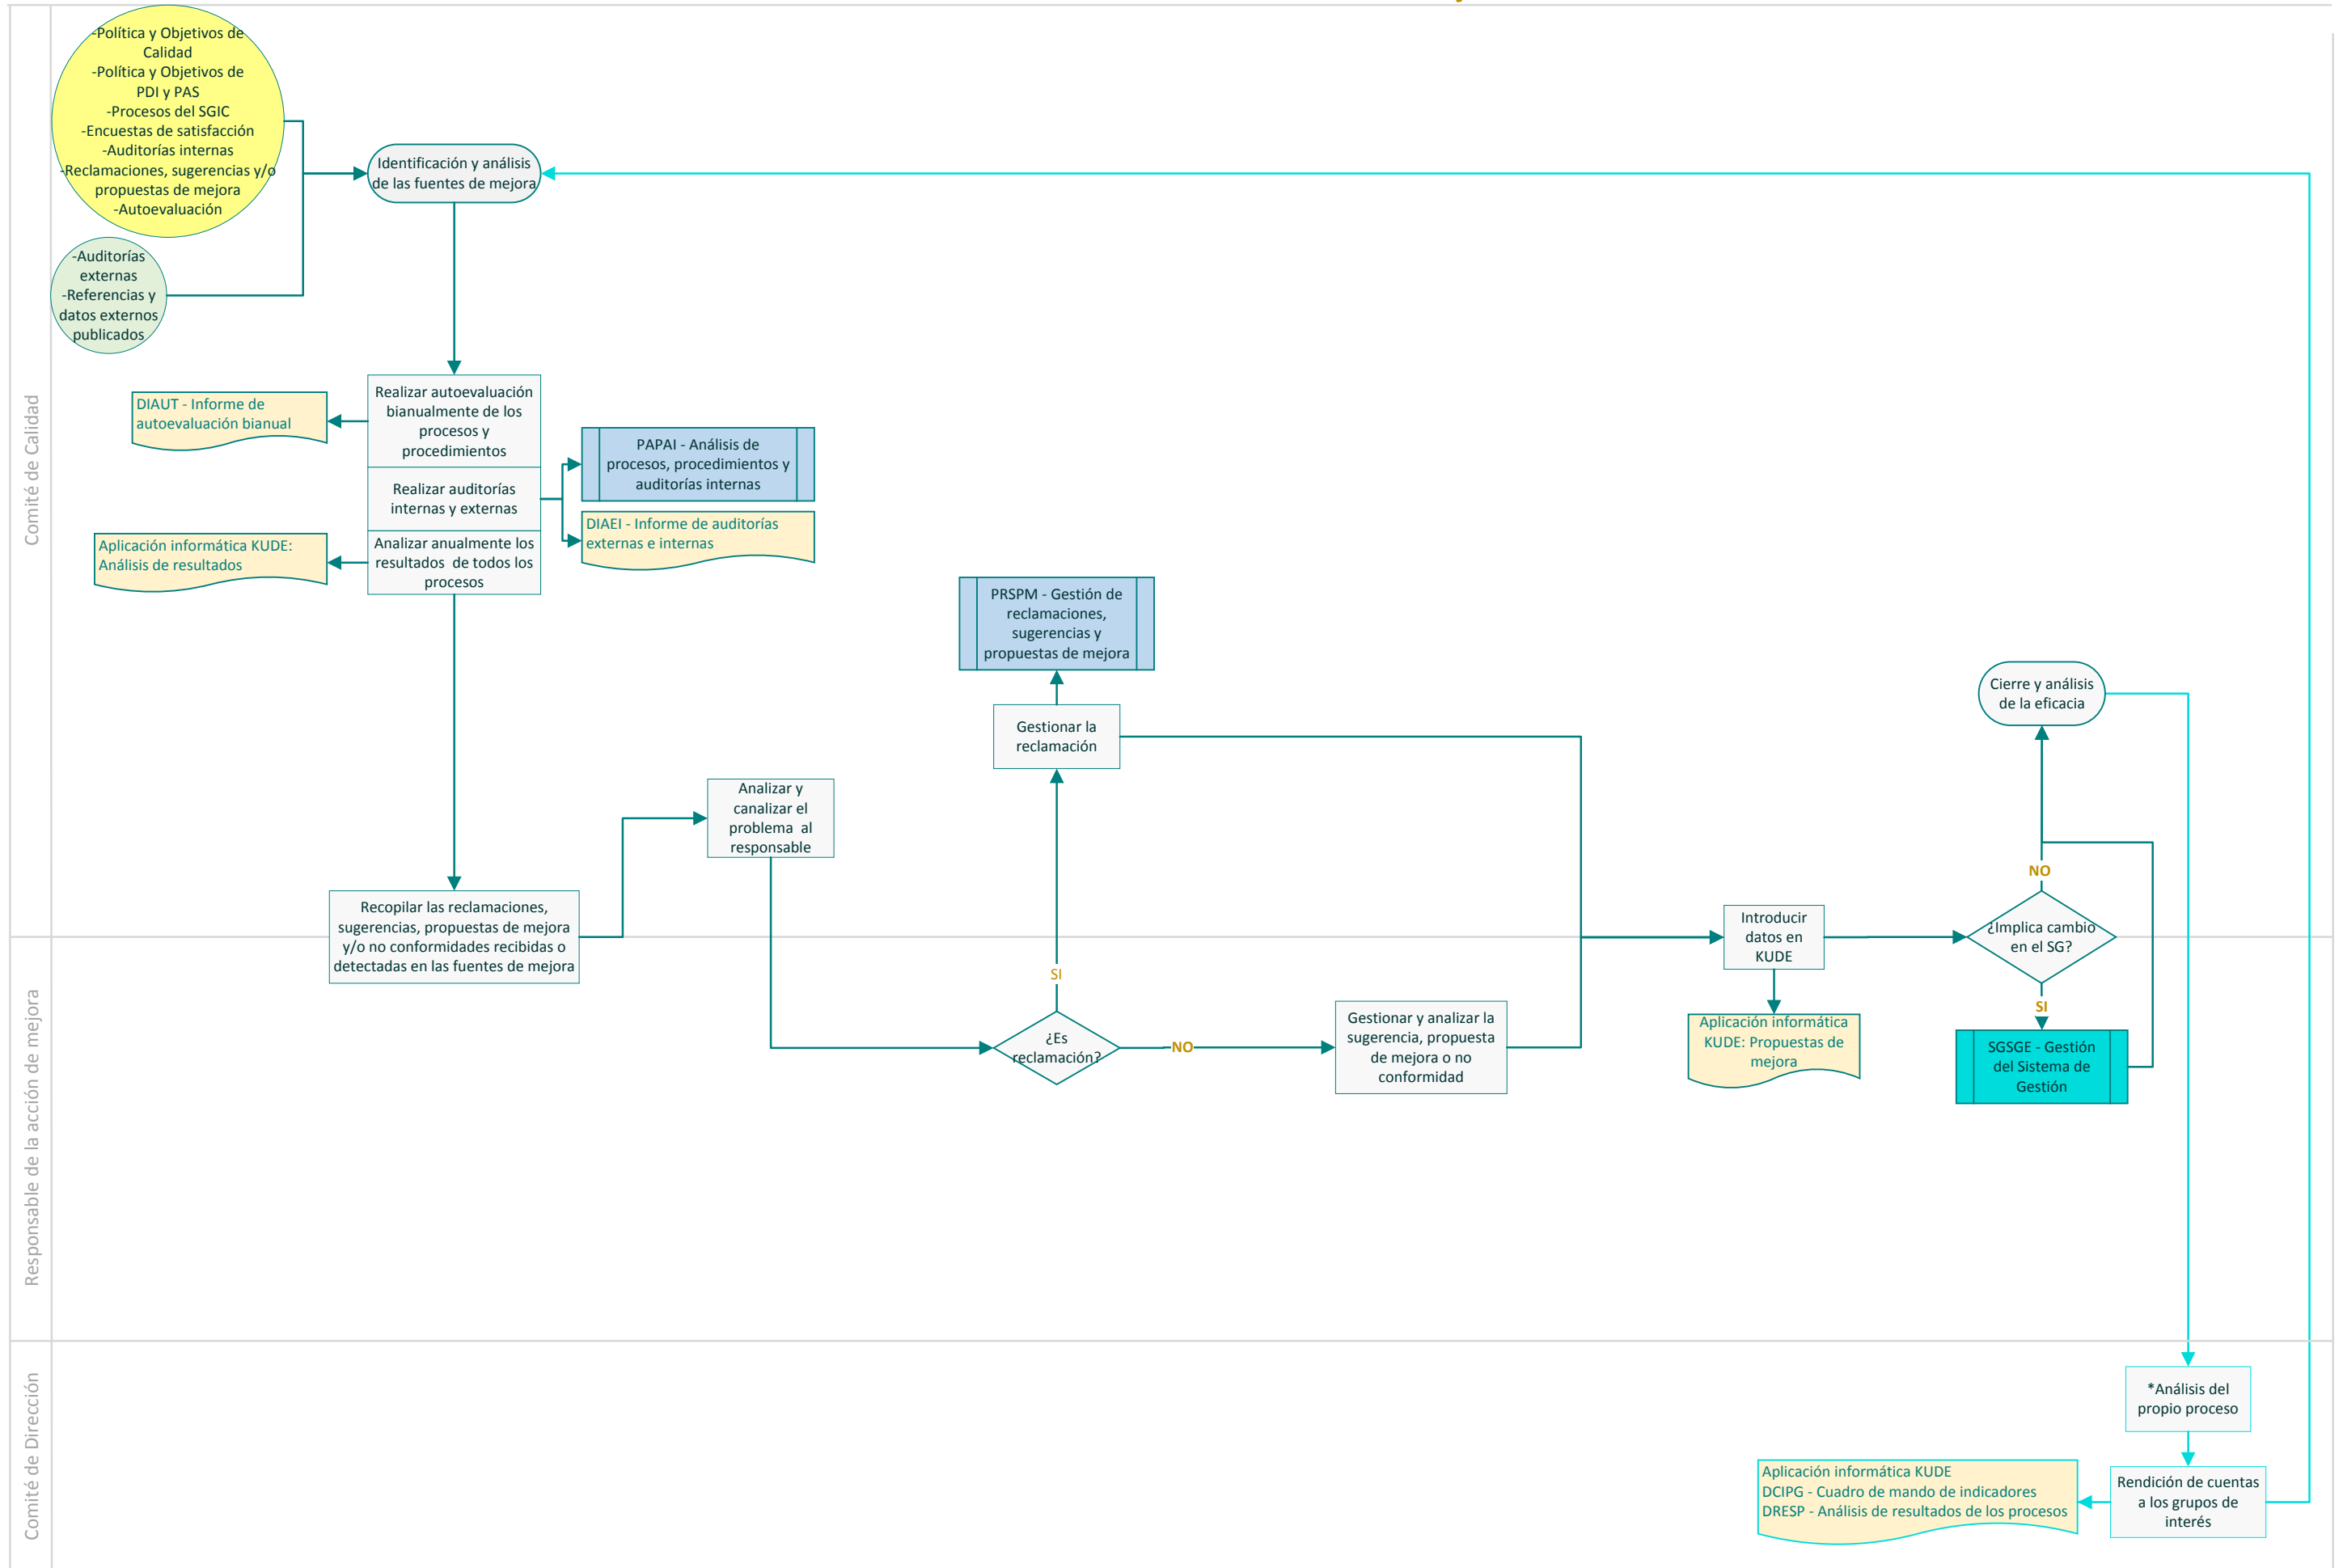 -Política y Objetivos de
Calidad
-Política y Objetivos de
PDI y PAS
-Procesos del SGIC
-Encuestas de satisfacción
-Auditorías internas
-Reclamaciones, sugerencias y/o
propuestas de mejora
-Autoevaluación
-Auditorías
externas
-Referencias y
datos externos
publicados
Identificación y análisis
de las fuentes de mejora
Comité de Calidad
Realizar autoevaluación
bianualmente de los
procesos y
procedimientos
DIAUT - Informe de
autoevaluación bianual
Realizar auditorías
internas y externas
PAPAI - Análisis de
procesos, procedimientos y
auditorías internas
DIAEI - Informe de auditorías
externas e internas
Analizar anualmente los
resultados de todos los
procesos
Aplicación informática KUDE:
Análisis de resultados
PRSPM - Gestión de
reclamaciones,
sugerencias y
propuestas de mejora
Gestionar la
reclamación
Cierre y análisis
de la eficacia
Analizar y
canalizar el
problema al
responsable
Recopilar las reclamaciones,
sugerencias, propuestas de mejora
y/o no conformidades recibidas o
detectadas en las fuentes de mejora
SI
¿Es
reclamación?
NO
Gestionar y analizar la
sugerencia, propuesta
de mejora o no
conformidad
Introducir
datos en
KUDE
Aplicación informática
KUDE: Propuestas de
mejora
NO
¿Implica cambio
en el SG?
SI
SGSGE - Gestión
del Sistema de
Gestión
Responsable de la acción de mejora
Comité de Dirección
*Análisis del
propio proceso
Rendición de cuentas
a los grupos de
interés
Aplicación informática KUDE
DCIPG - Cuadro de mando de indicadores
DRESP - Análisis de resultados de los procesos